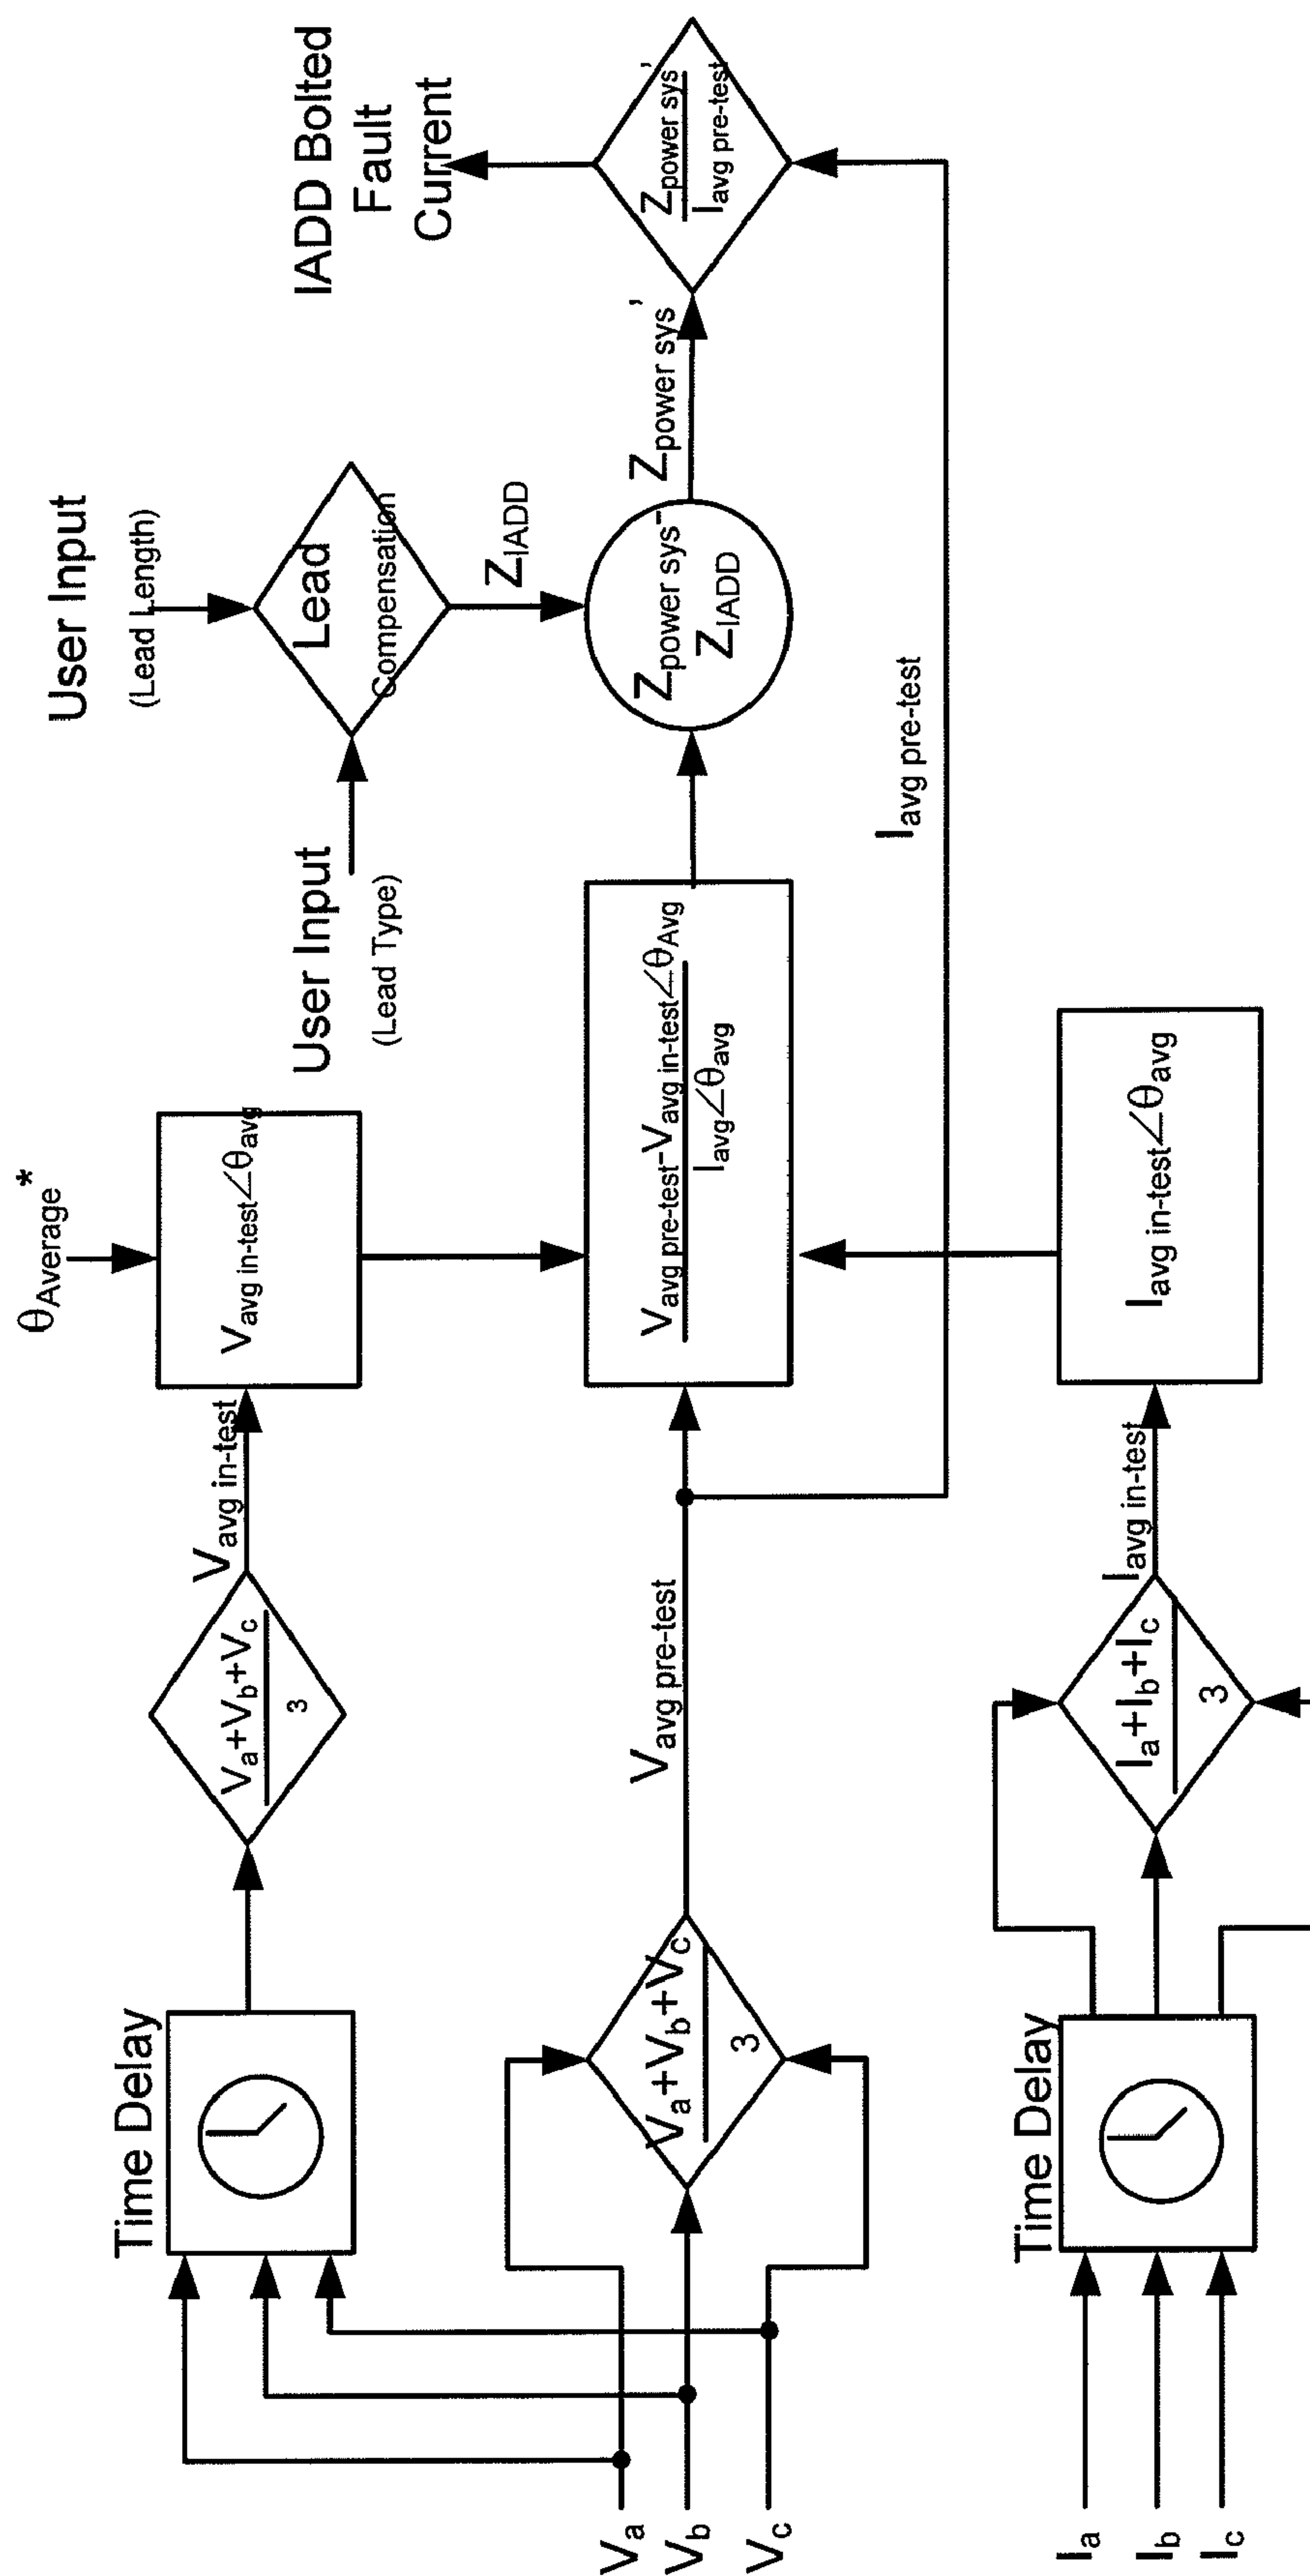 θAverage*
User Input
(Lead Length)
IADD Bolted
Fault
Current
Time Delay
Va+Vb+Vc
3
Vavg in-test
Vavg in-test∠θavg
User Input
(Lead Type)
Lead
Compensation
ZIADD
Va
Vb
Vc
Va+Vb+Vc
3
Vavg pre-test
Vavg pre-test-Vavg in-test∠θAvg
Iavg∠θavg
Zpower sys-
ZIADD
Zpower sys'
Zpower sys'
Iavg pre-test
Iavg pre-test
Ia
Ib
Ic
Time Delay
Ia+Ib+Ic
3
Iavg in-test
Iavg in-test∠θavg